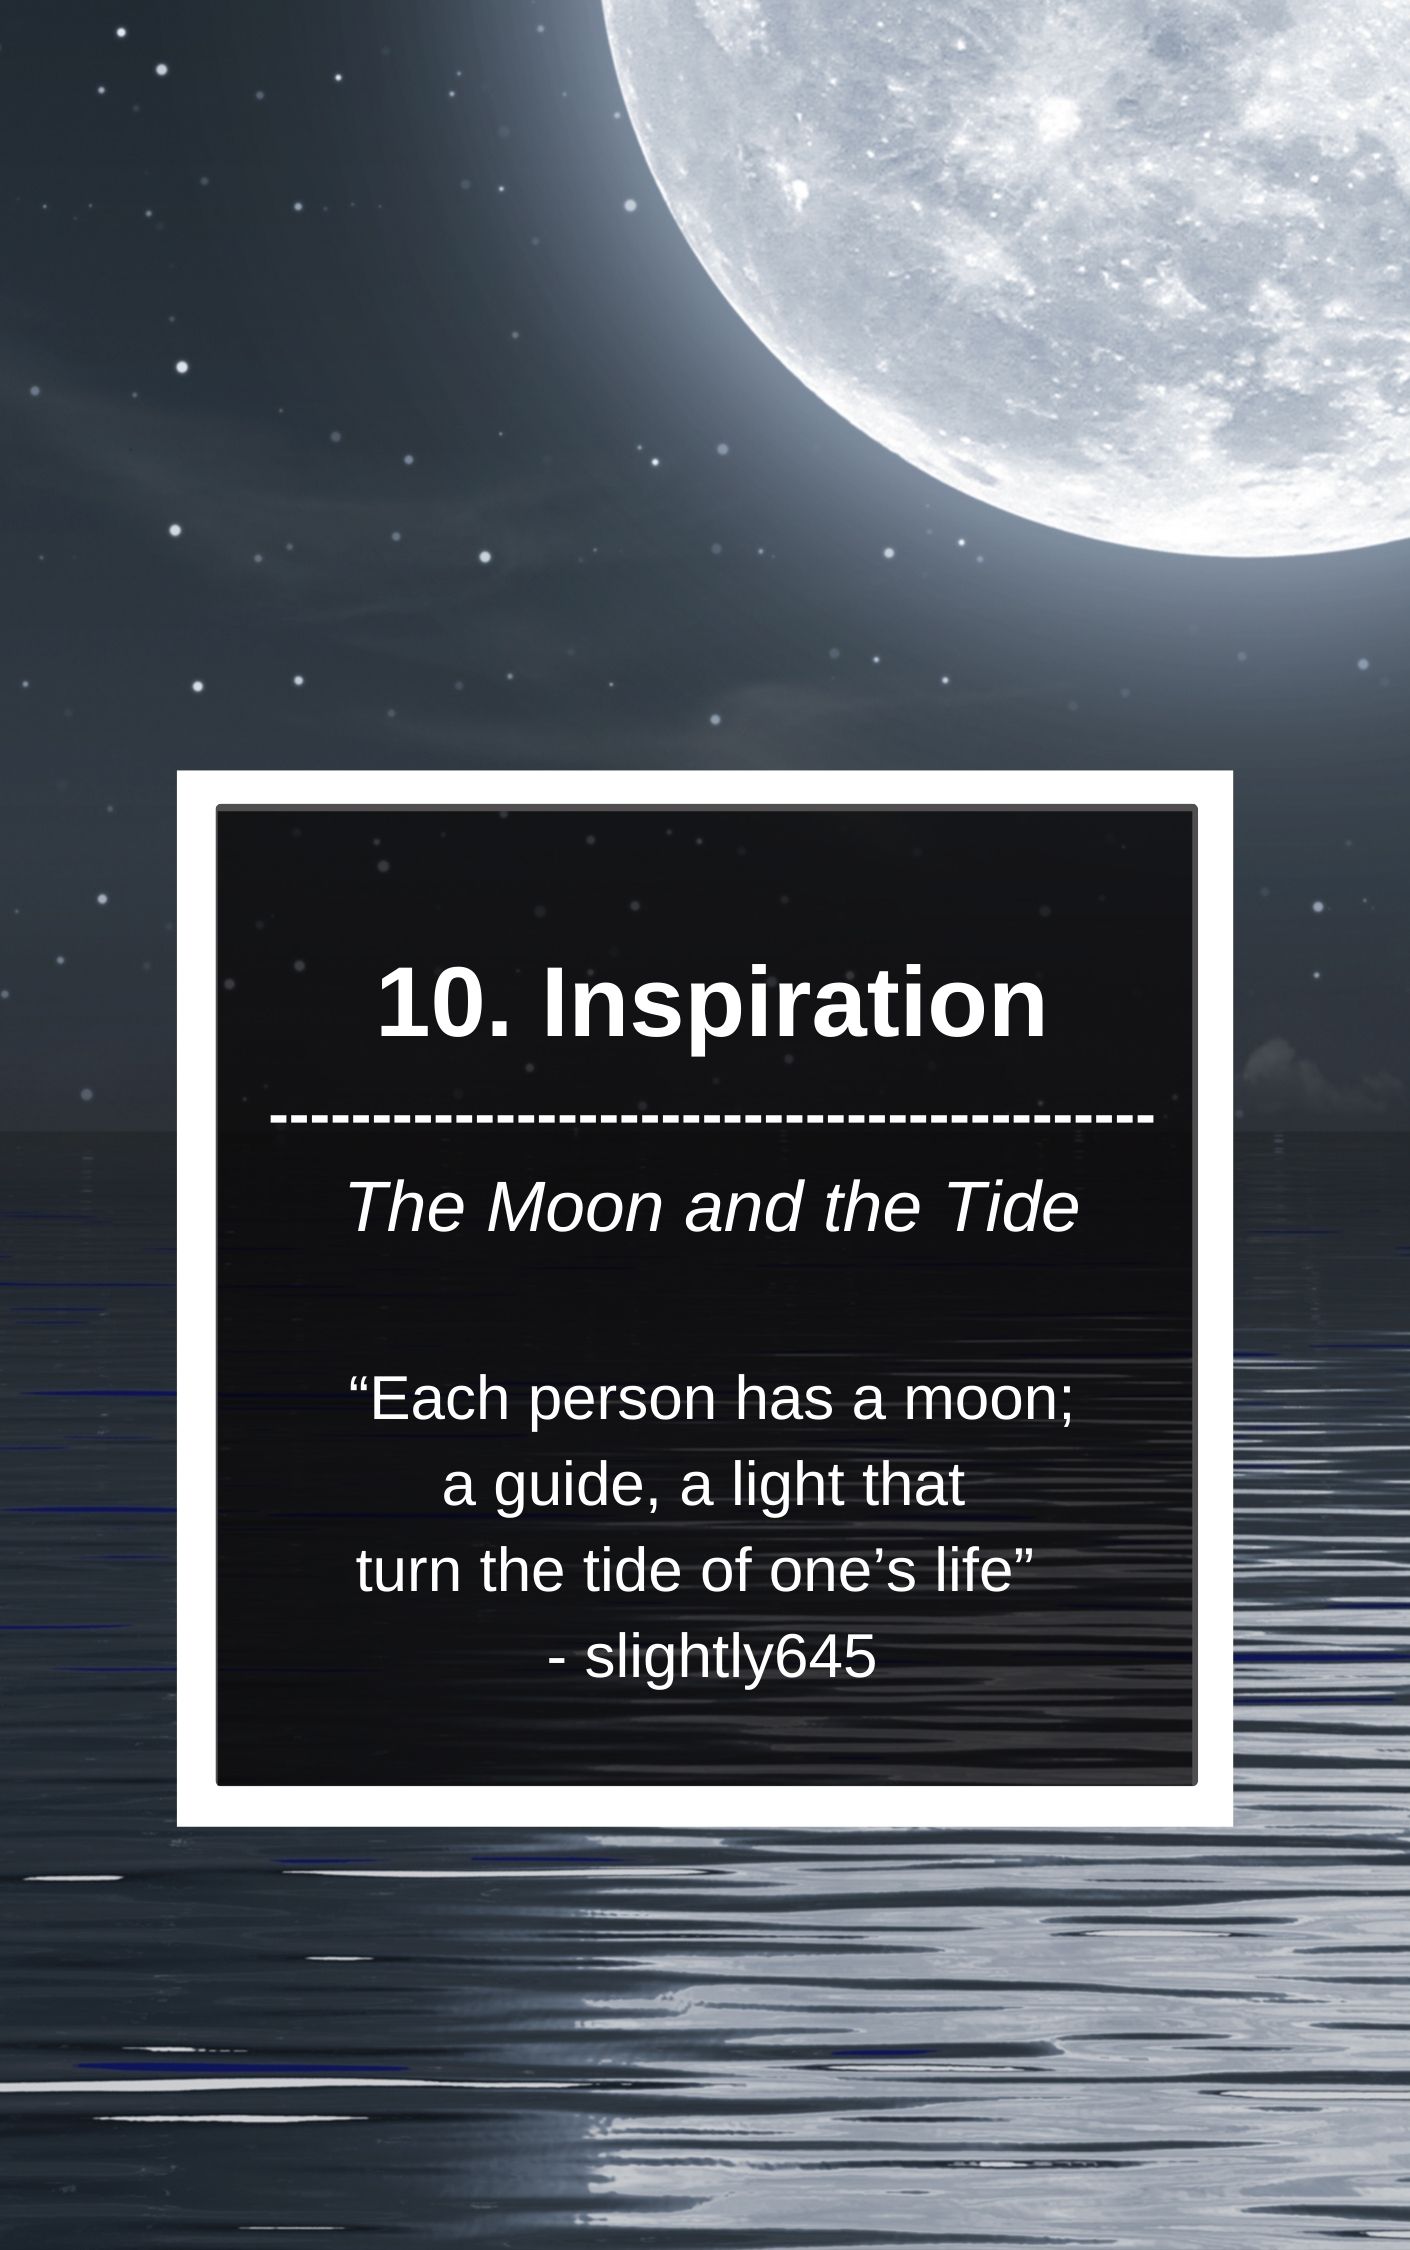 10. Inspiration
-------------------------------------------
The Moon and the Tide
“Each person has a moon;
a guide, a light that
turn the tide of one’s life”
- slightly645